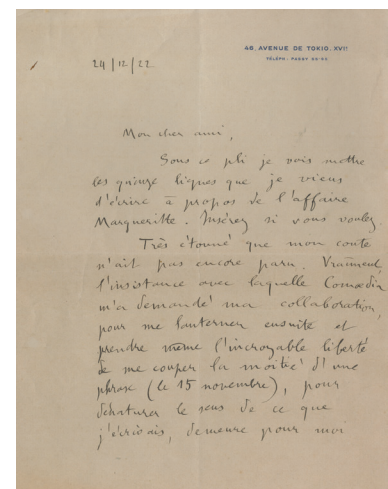 48, AVENUE DE TOKIO. XVIe
TÉLÉPH. PASSY
24/12/22
Mon cher ami,
Sous ce pli je vais mettre
les quinze lignes que je viens
d'écrire à propos de l'affaire
Margueritte. Insérez si vous voulez.
Très étonné que mon conte
n'ait pas encore paru. Vraiment,
l'insistance avec laquelle Comœdia
m'a demandé ma collaboration,
pour me lanterner ensuite et
prendre même l'incroyable liberté
de me couper la moitié d'une
phrase (le 15 novembre), pour
dénaturer le sens de ce que
j'écrivais, demeure pour moi